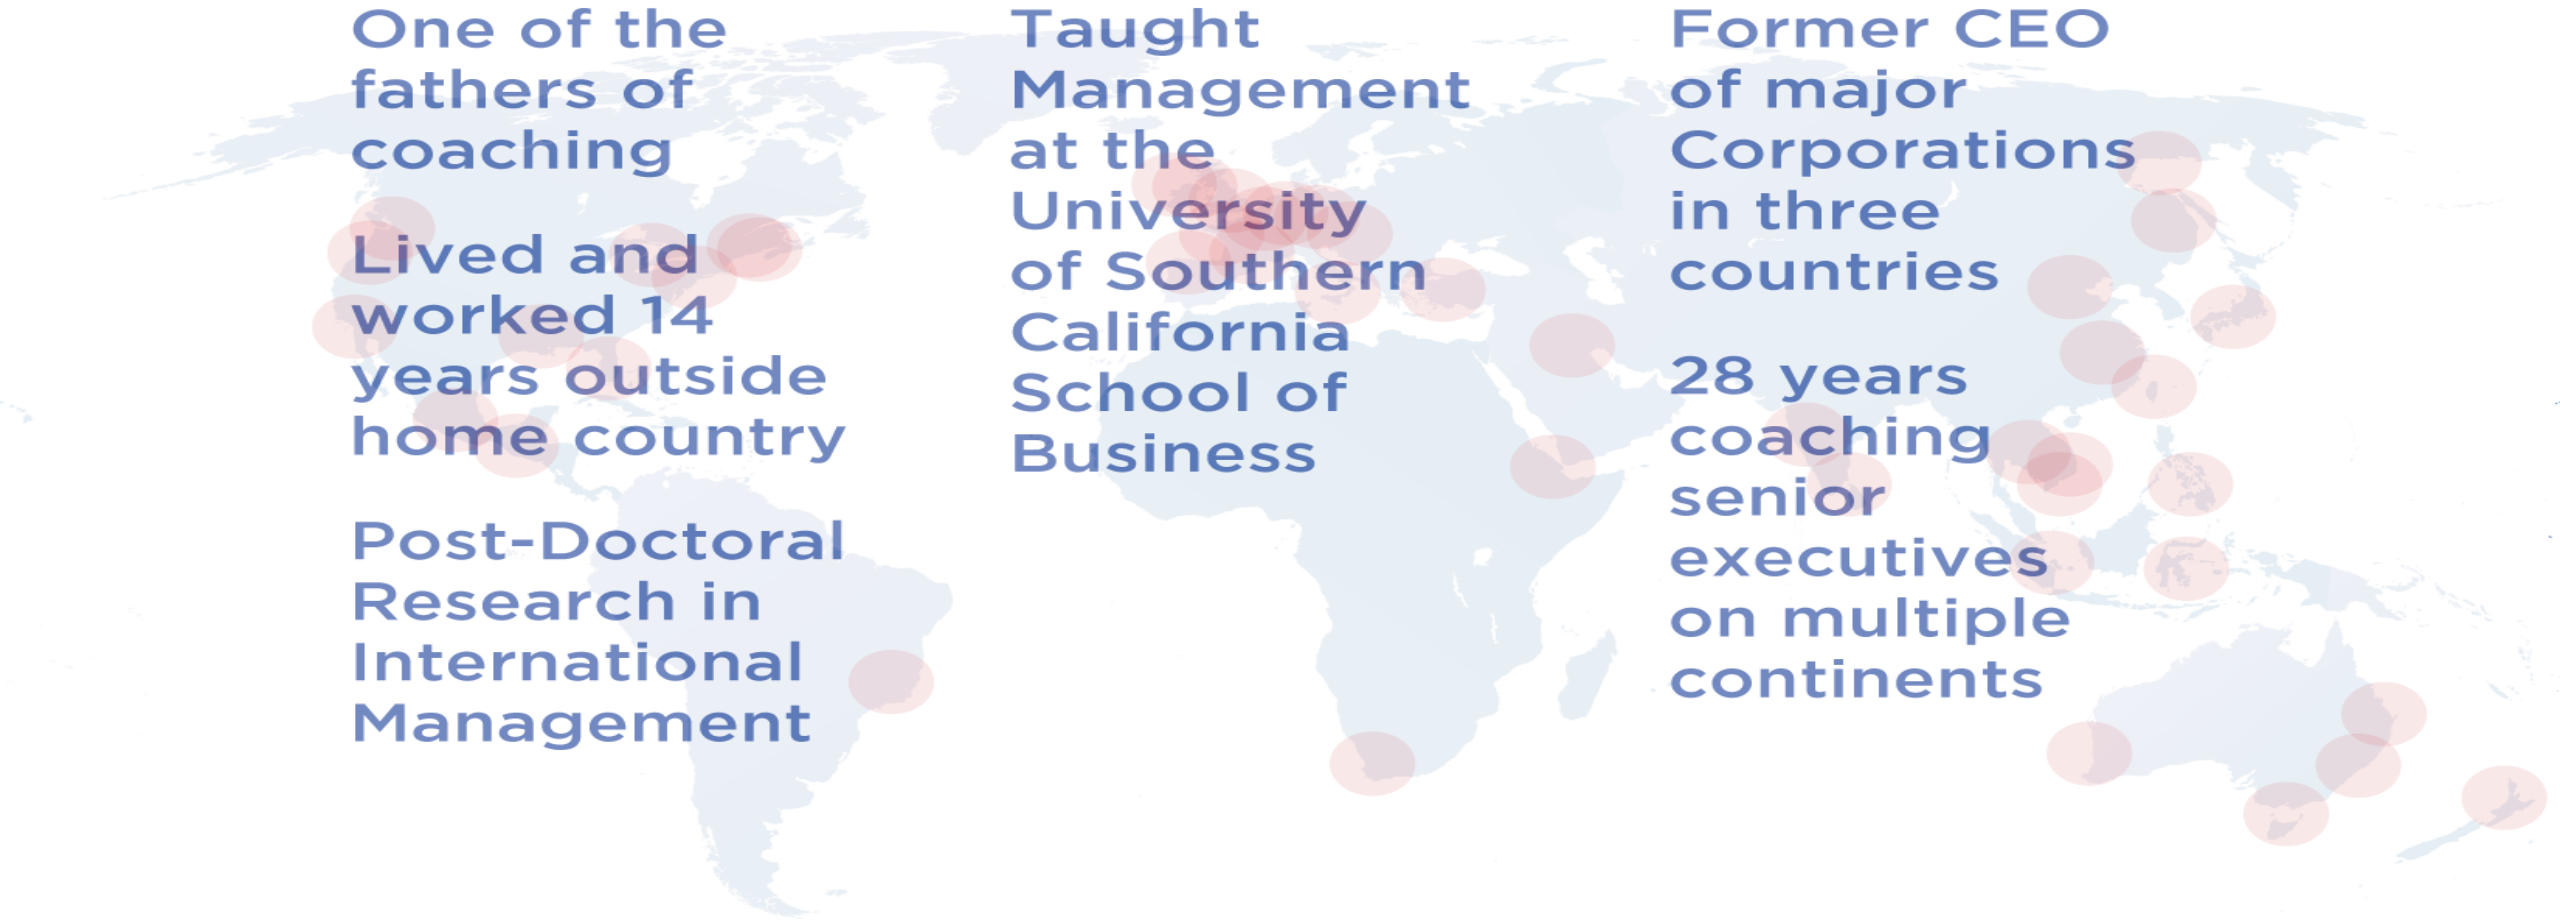 One of the
fathers of
coaching
Lived and
worked 14
years outside
home country
Post-Doctoral
Research in
International
Management
Taught
Management
at the
University
of Southern
California
School of
Business
Former CEO
of major
Corporations
in three
countries
28 years
coaching
senior
executives
on multiple
continents